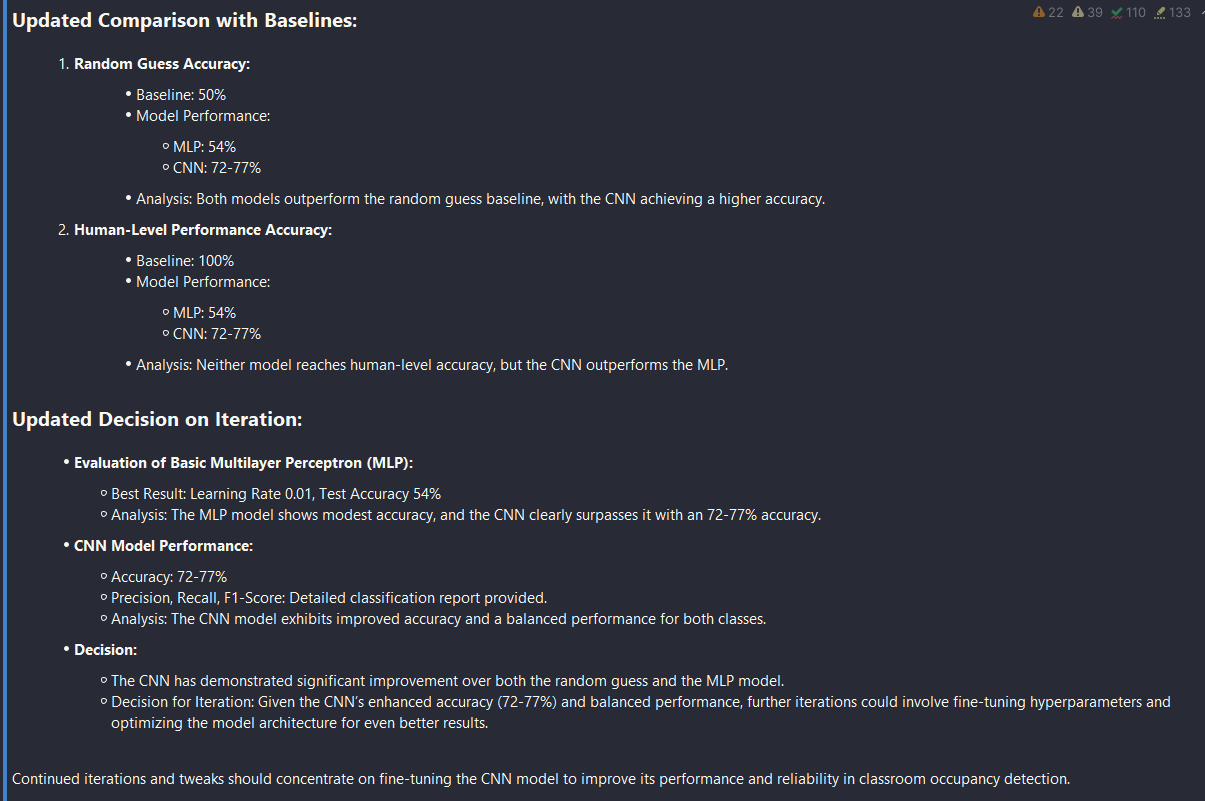 22 39 110 133
Updated Comparison with Baselines:
1. Random Guess Accuracy:
• Baseline: 50%
• Model Performance:
◦ MLP: 54%
◦ CNN: 72-77%
• Analysis: Both models outperform the random guess baseline, with the CNN achieving a higher accuracy.
2. Human-Level Performance Accuracy:
• Baseline: 100%
• Model Performance:
◦ MLP: 54%
◦ CNN: 72-77%
• Analysis: Neither model reaches human-level accuracy, but the CNN outperforms the MLP.
Updated Decision on Iteration:
• Evaluation of Basic Multilayer Perceptron (MLP):
◦ Best Result: Learning Rate 0.01, Test Accuracy 54%
◦ Analysis: The MLP model shows modest accuracy, and the CNN clearly surpasses it with an 72-77% accuracy.
• CNN Model Performance:
◦ Accuracy: 72-77%
◦ Precision, Recall, F1-Score: Detailed classification report provided.
◦ Analysis: The CNN model exhibits improved accuracy and a balanced performance for both classes.
• Decision:
◦ The CNN has demonstrated significant improvement over both the random guess and the MLP model.
◦ Decision for Iteration: Given the CNN’s enhanced accuracy (72-77%) and balanced performance, further iterations could involve fine-tuning hyperparameters and
optimizing the model architecture for even better results.
Continued iterations and tweaks should concentrate on fine-tuning the CNN model to improve its performance and reliability in classroom occupancy detection.